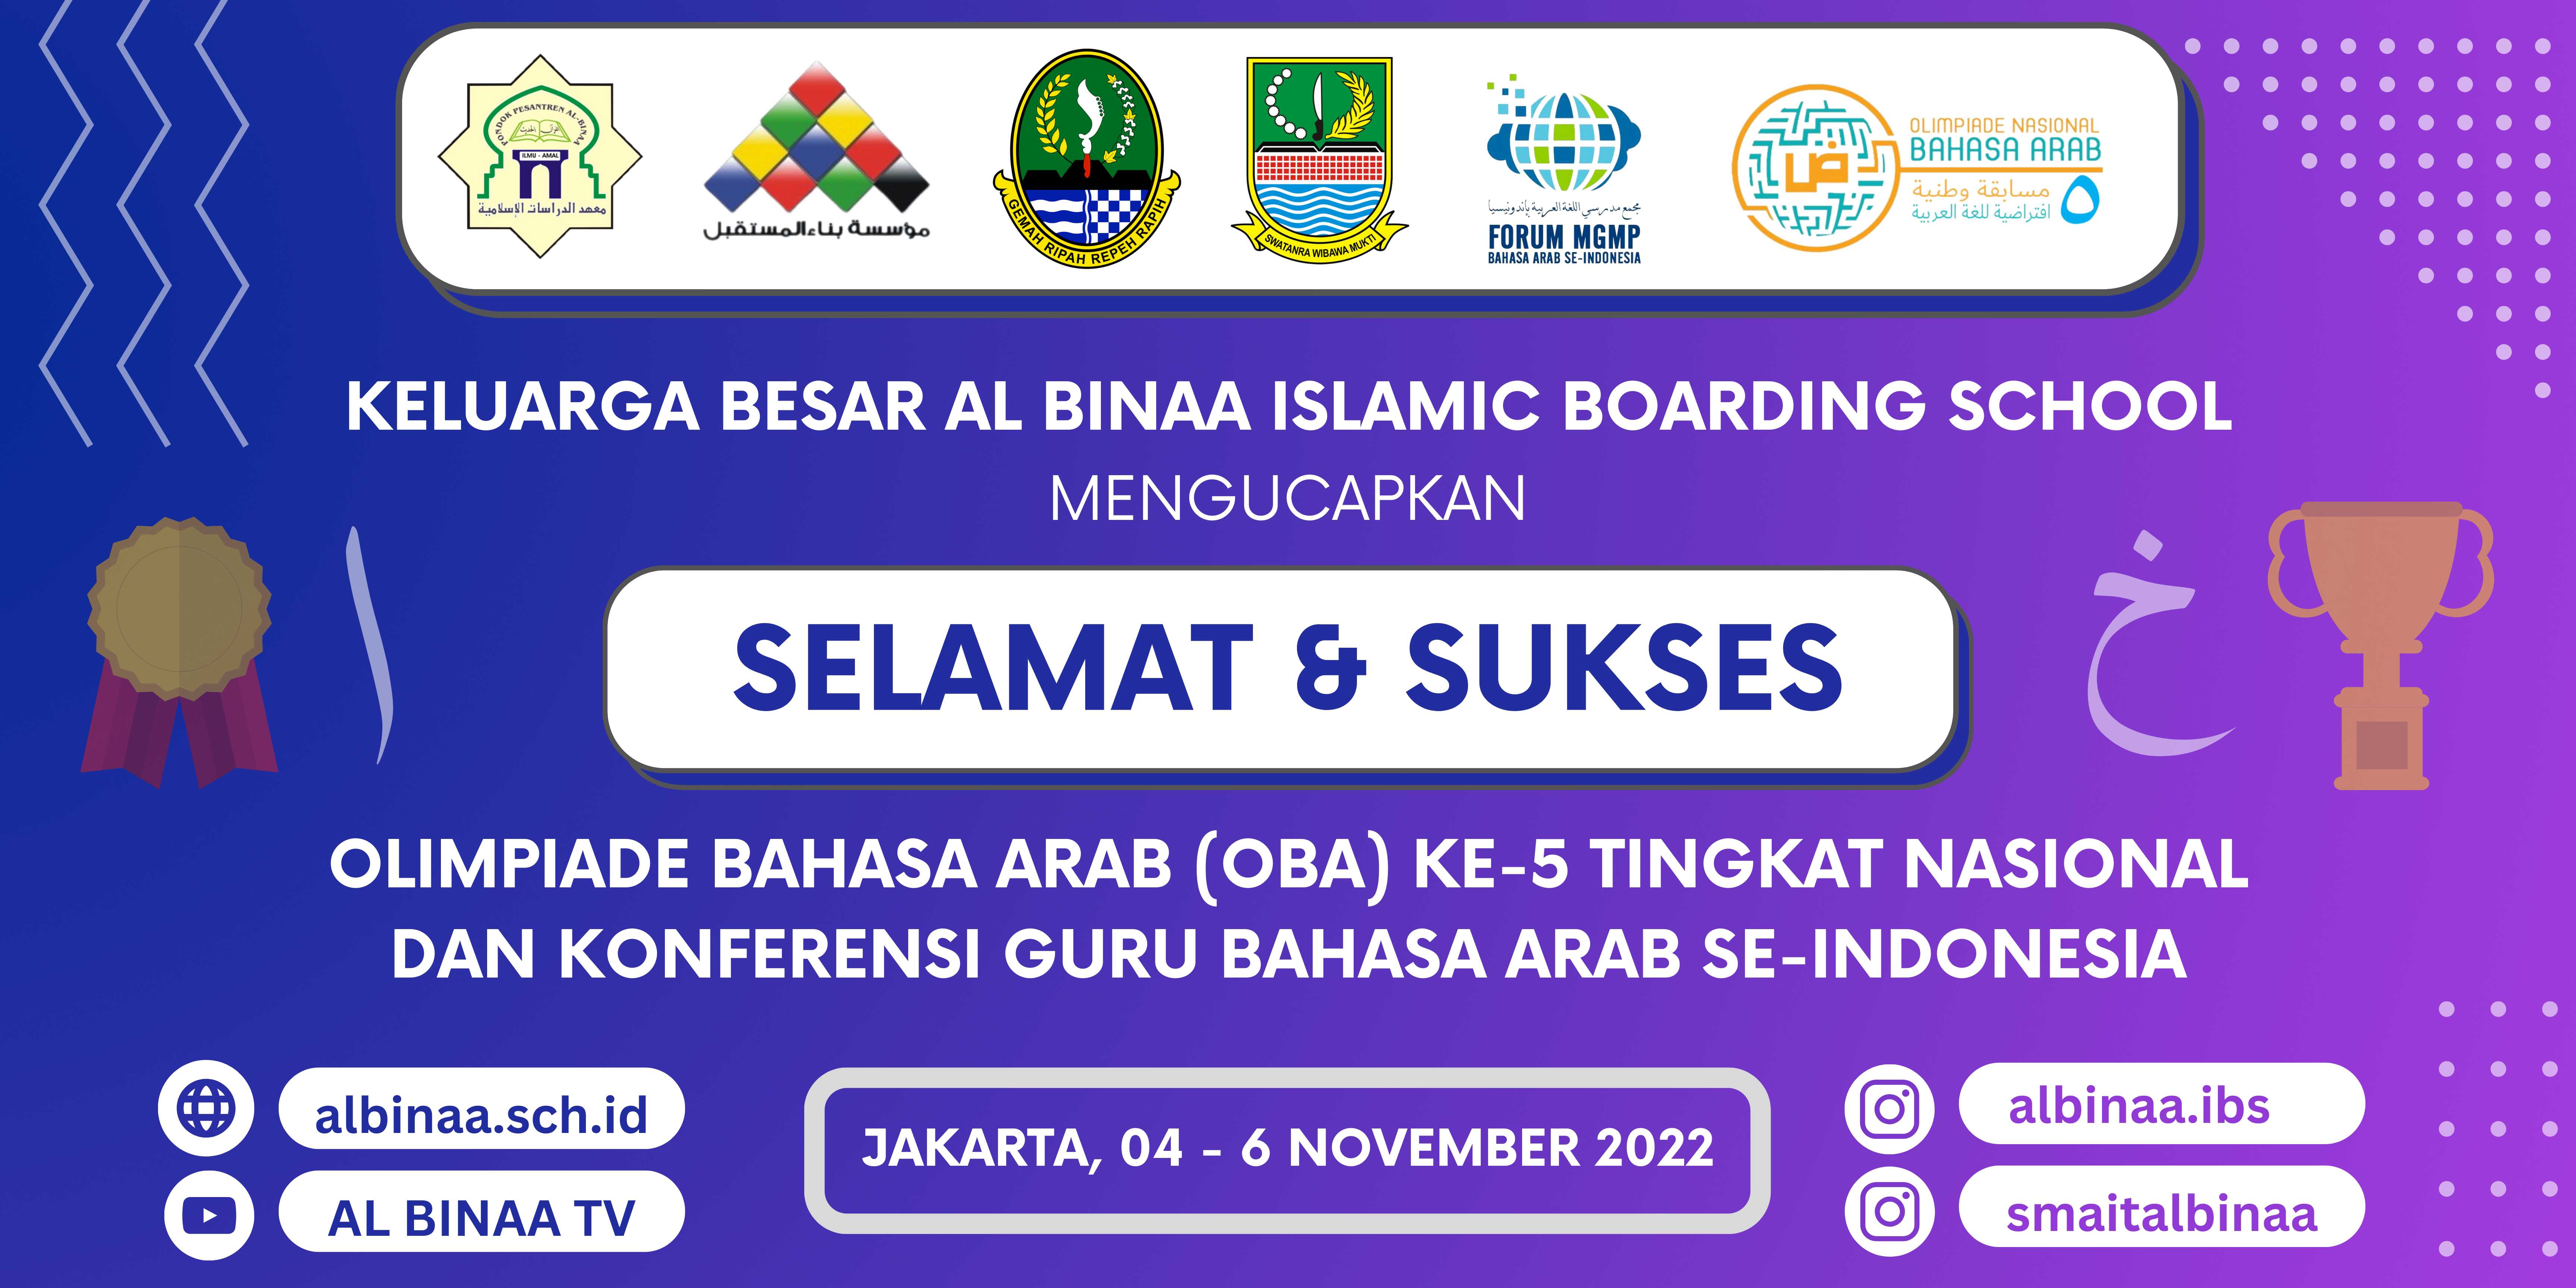 PONDOK PESANTREN AL-BINAA
ILMU - AMAL
معهد الدراسات الإسلامية
مؤسسة بناء المستقبل
GEMAH RIPAH REPEH RAPIH
SWATANRA WIBAWA MUKTI
مجمع مدرسي اللغة العربية بإندونيسيا
FORUM MGMP
BAHASA ARAB SE-INDONESIA
ض
OLIMPIADE NASIONAL
BAHASA ARAB
مسابقة وطنية
افتراضية للغة العربية
٥
KELUARGA BESAR AL BINAA ISLAMIC BOARDING SCHOOL
MENGUCAPKAN
ا
خ
SELAMAT & SUKSES
OLIMPIADE BAHASA ARAB (OBA) KE-5 TINGKAT NASIONAL
DAN KONFERENSI GURU BAHASA ARAB SE-INDONESIA
albinaa.sch.id
AL BINAA TV
JAKARTA, 04 - 6 NOVEMBER 2022
albinaa.ibs
smaitalbinaa